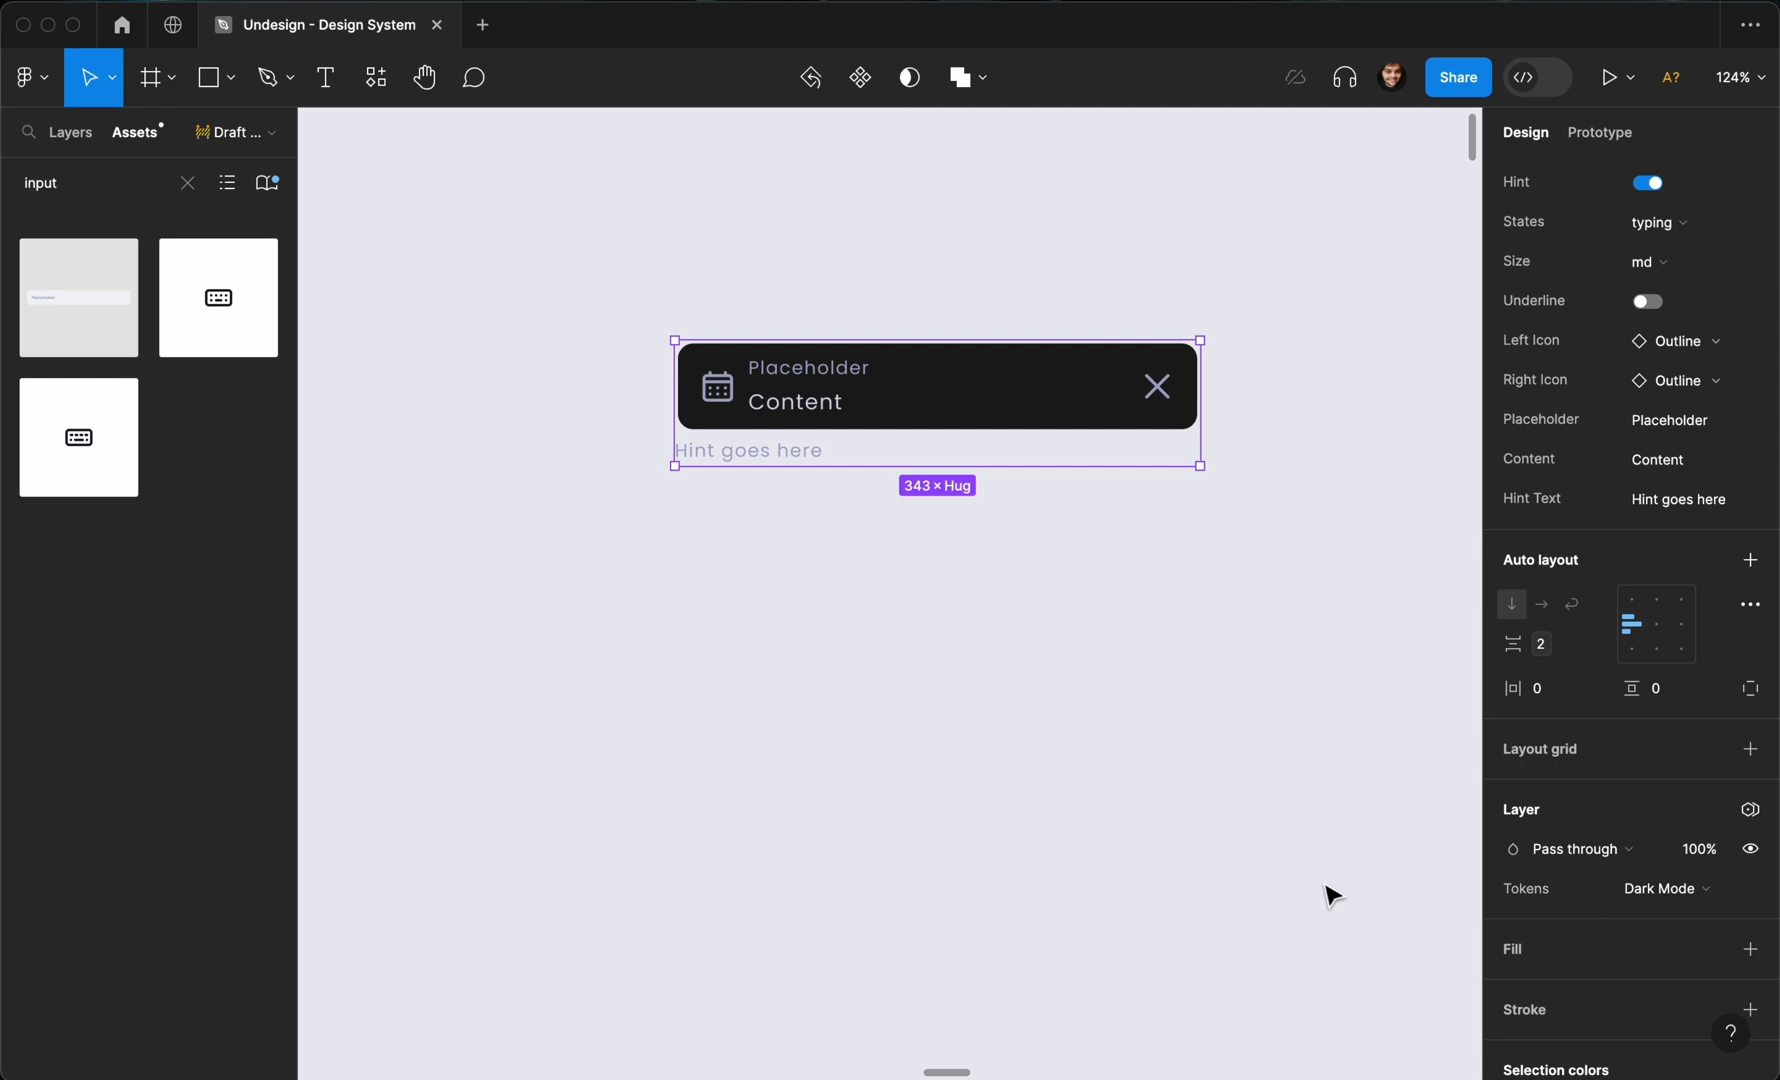 Undesign - Design System
Share
A?
124%
Layers
Assets
Draft ...
input
Placeholder
Placeholder
Content
Hint goes here
343 × Hug
Design
Prototype
Hint
States
typing
Size
md
Underline
Left Icon
Outline
Right Icon
Outline
Placeholder
Placeholder
Content
Content
Hint Text
Hint goes here
Auto layout
2
0
0
Layout grid
Layer
Pass through
100%
Tokens
Dark Mode
Fill
Stroke
?
Selection colors